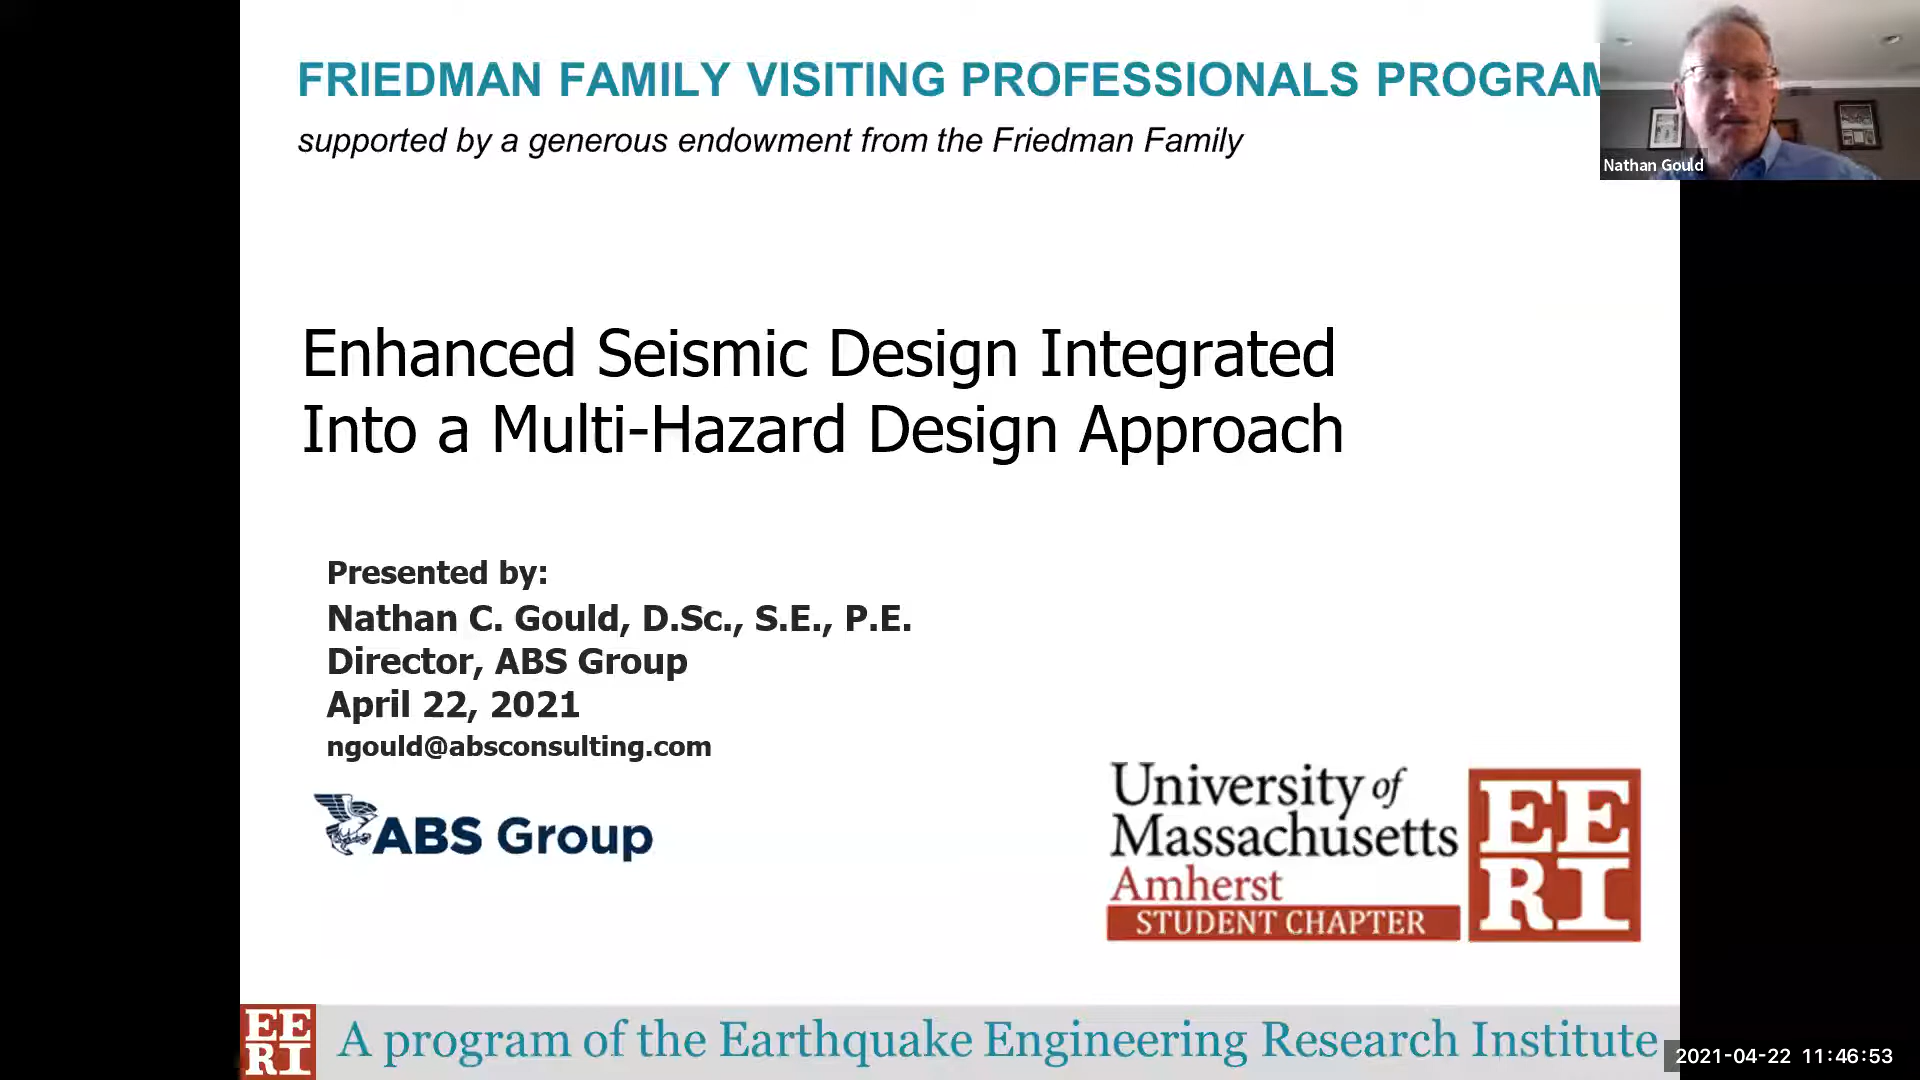 FRIEDMAN FAMILY VISITING PROFESSIONALS PROGRAM
supported by a generous endowment from the Friedman Family
Nathan Gould
Enhanced Seismic Design Integrated
Into a Multi-Hazard Design Approach
Presented by:
Nathan C. Gould, D.Sc., S.E., P.E.
Director, ABS Group
April 22, 2021
ngould@absconsulting.com
ABS Group
University of
Massachusetts
Amherst
STUDENT CHAPTER
EE
RI
EE
RI
A program of the Earthquake Engineering Research Institute
2021-04-22 11:46:53